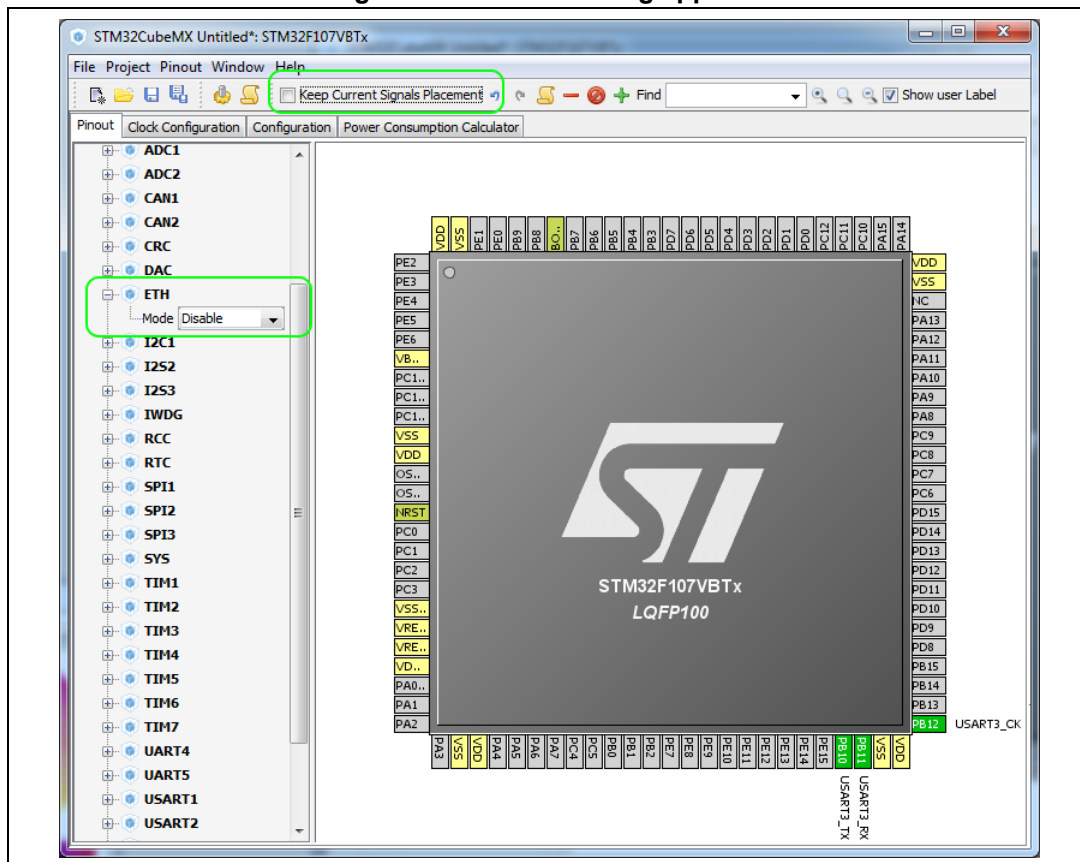 STM32CubeMX Untitled*: STM32F107VBTx
File Project Pinout Window Help
Keep Current Signals Placement Find Show user Label
Pinout Clock Configuration Configuration Power Consumption Calculator
ADC1
ADC2
CAN1
CAN2
CRC
DAC
ETH
Mode Disable
I2C1
I2S2
I2S3
IWDG
RCC
RTC
SPI1
SPI2
SPI3
SYS
TIM1
TIM2
TIM3
TIM4
TIM5
TIM6
TIM7
UART4
UART5
USART1
USART2
VDD VSS PE1 PE0 PB9 PB8 BO.. PB7 PB6 PB5 PB4 PB3 PD7 PD6 PD5 PD4 PD3 PD2 PD1 PD0 PC12 PC11 PC10 PA15 PA14
PE2
PE3
PE4
PE5
PE6
VB..
PC1..
PC1..
PC1..
VSS
VDD
OS..
OS..
NRST
PC0
PC1
PC2
PC3
VSS..
VRE..
VRE..
VD..
PA0..
PA1
PA2
ST
STM32F107VBTx
LQFP100
VDD
VSS
NC
PA13
PA12
PA11
PA10
PA9
PA8
PC9
PC8
PC7
PC6
PD15
PD14
PD13
PD12
PD11
PD10
PD9
PD8
PB15
PB14
PB13
PB12 USART3_CK
PA3 VSS VDD PA4 PA5 PA6 PA7 PC4 PC5 PB0 PB1 PB2 PE7 PE8 PE9 PE10 PE11 PE12 PE13 PE14 PE15 PB10 PB11 VSS VDD
USART3_TX
USART3_RX